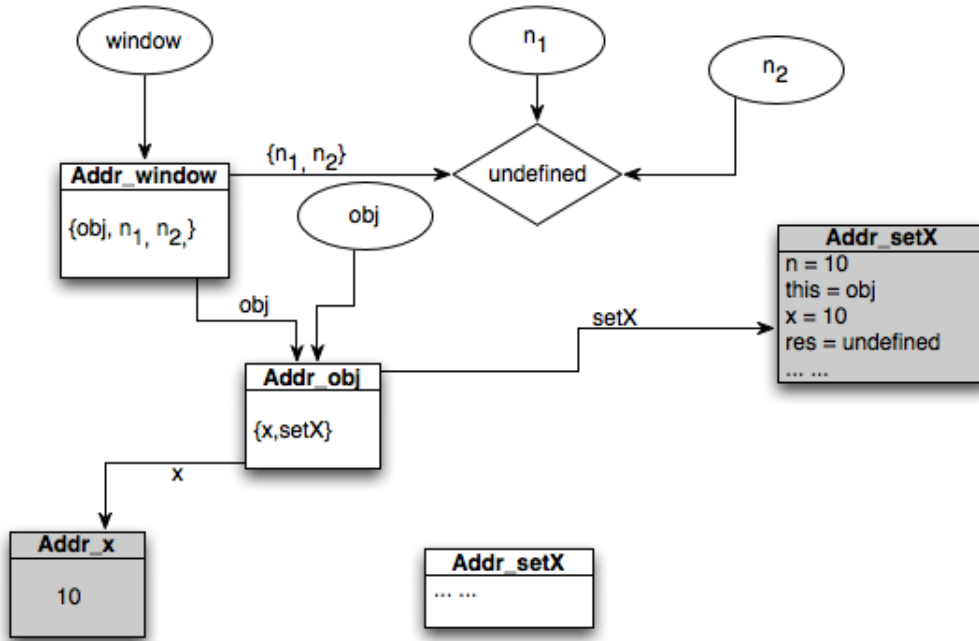 window
n1
n2
{n1, n2}
Addr_window
undefined
{obj, n1, n2,}
obj
Addr_setX
n = 10
this = obj
x = 10
res = undefined
... ...
obj
setX
Addr_obj
{x,setX}
x
Addr_x
10
Addr_setX
... ...